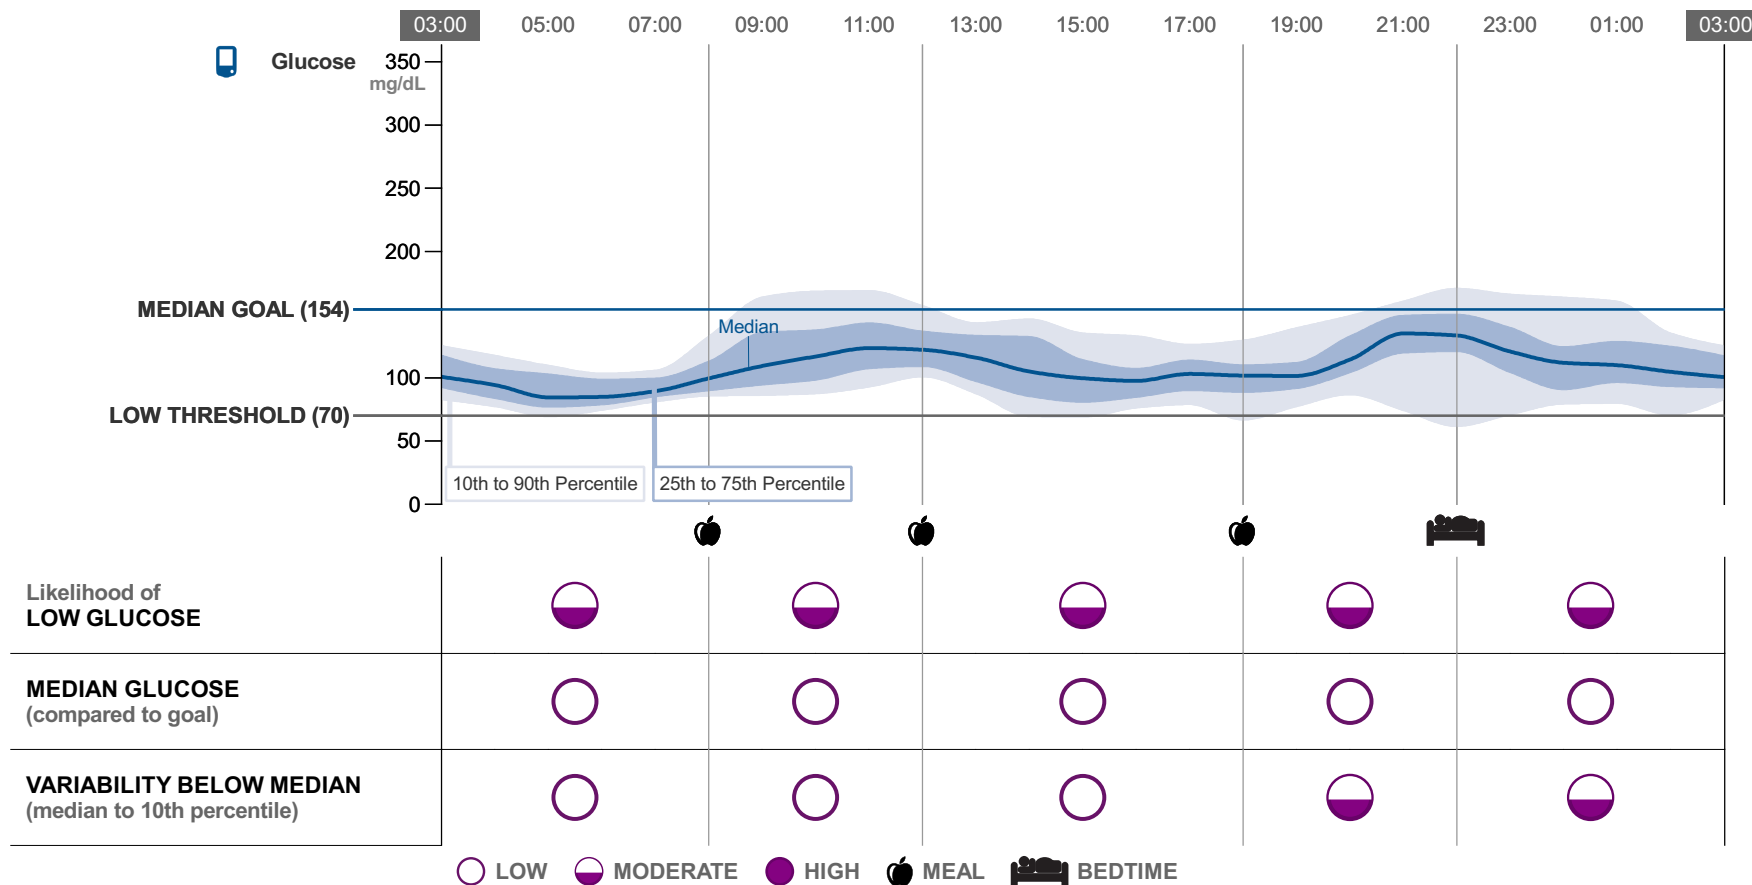 03:00 05:00 07:00 09:00 11:00 13:00 15:00 17:00 19:00 21:00 23:00 01:00 03:00
Glucose 350
mg/dL
300
250
200
MEDIAN GOAL (154)
Median
100
LOW THRESHOLD (70)
50
10th to 90th Percentile 25th to 75th Percentile
0
Likelihood of
LOW GLUCOSE
MEDIAN GLUCOSE
(compared to goal)
VARIABILITY BELOW MEDIAN
(median to 10th percentile)
LOW MODERATE HIGH MEAL BEDTIME